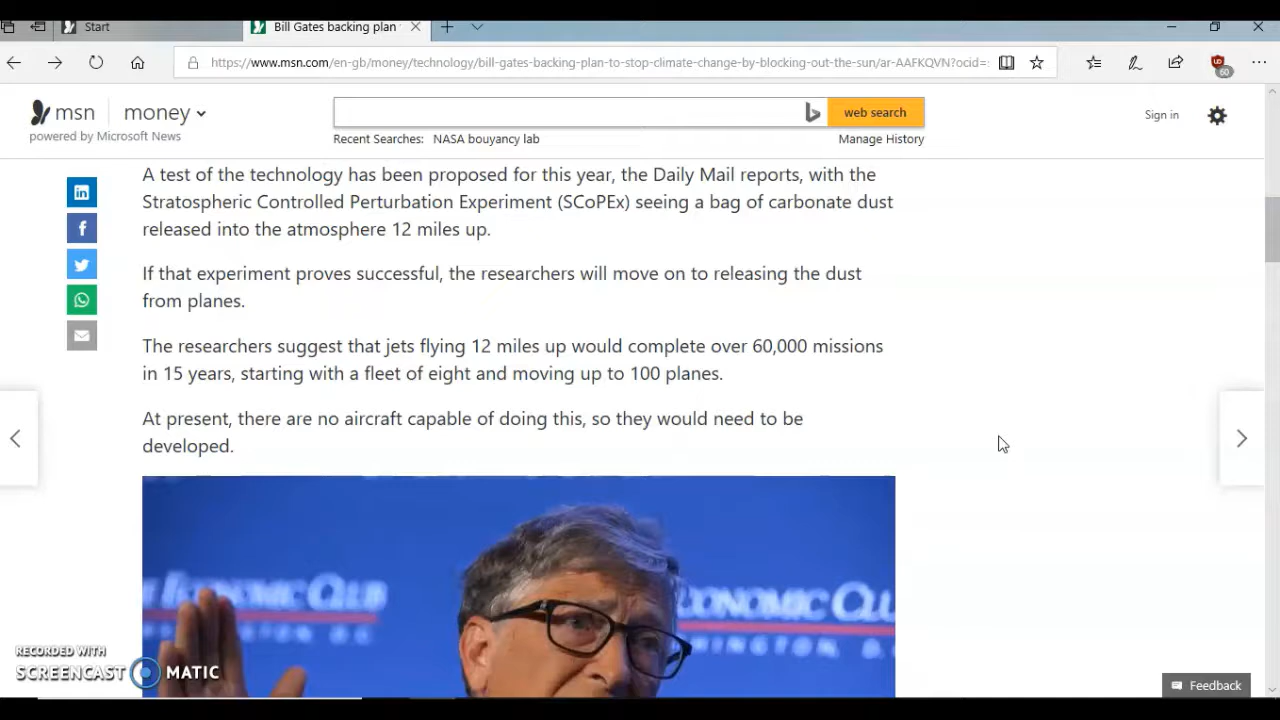 Start
Bill Gates backing plan
https://www.msn.com/en-gb/money/technology/bill-gates-backing-plan-to-stop-climate-change-by-blocking-out-the-sun/ar-AAFKQVN?ocid=
60
msn money
powered by Microsoft News
web search
Sign in
Recent Searches: NASA bouyancy lab
Manage History
A test of the technology has been proposed for this year, the Daily Mail reports, with the
Stratospheric Controlled Perturbation Experiment (SCoPEx) seeing a bag of carbonate dust
released into the atmosphere 12 miles up.
If that experiment proves successful, the researchers will move on to releasing the dust
from planes.
The researchers suggest that jets flying 12 miles up would complete over 60,000 missions
in 15 years, starting with a fleet of eight and moving up to 100 planes.
At present, there are no aircraft capable of doing this, so they would need to be
developed.
ECONOMIC CLUB
ECONOMIC CLU
INGTON, D.C.
RECORDED WITH
SCREENCAST MATIC
Feedback